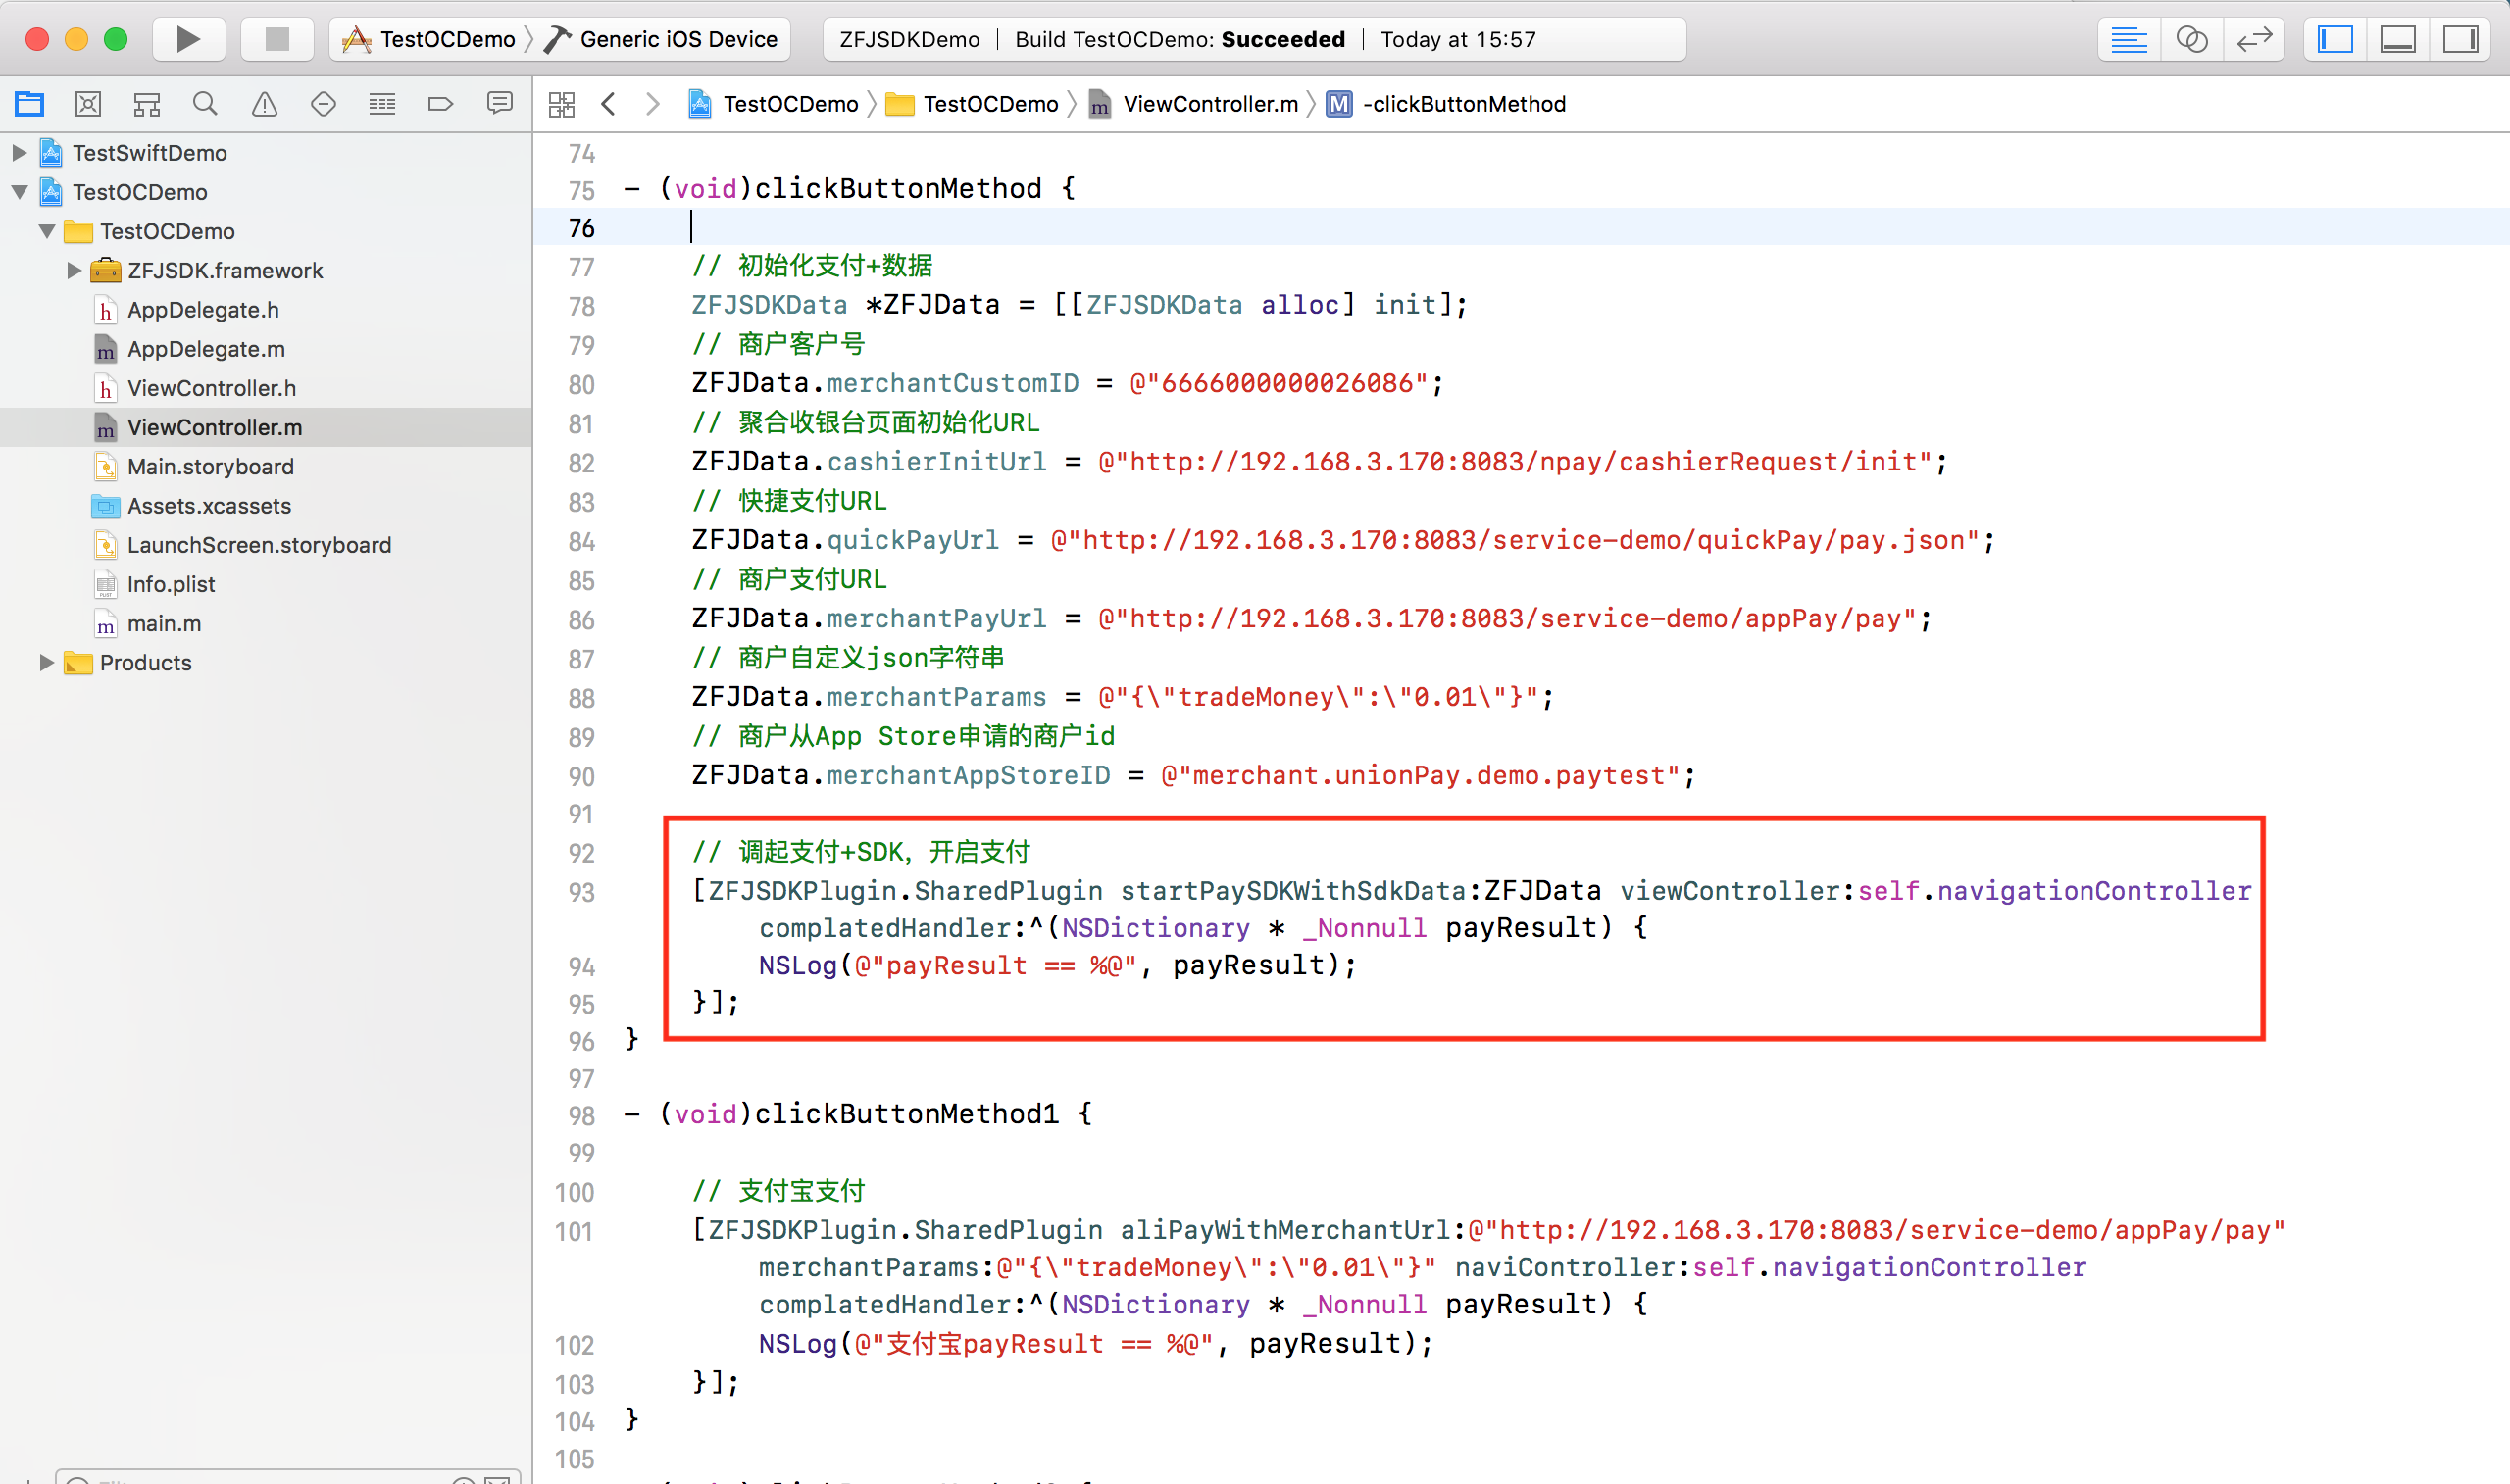 TestOCDemo Generic iOS Device ZFJSDKDemo | Build TestOCDemo: Succeeded | Today at 15:57
TestOCDemo TestOCDemo ViewController.m M -clickButtonMethod
TestSwiftDemo
TestOCDemo
TestOCDemo
ZFJSDK.framework
h AppDelegate.h
m AppDelegate.m
h ViewController.h
m ViewController.m
Main.storyboard
Assets.xcassets
LaunchScreen.storyboard
Info.plist
m main.m
Products
74
75 - (void)clickButtonMethod {
76
77 // 初始化支付+数据
78 ZFJSDKData *ZFJData = [[ZFJSDKData alloc] init];
79 // 商户客户号
80 ZFJData.merchantCustomID = @"6666000000026086";
81 // 聚合收银台页面初始化URL
82 ZFJData.cashierInitUrl = @"http://192.168.3.170:8083/npay/cashierRequest/init";
83 // 快捷支付URL
84 ZFJData.quickPayUrl = @"http://192.168.3.170:8083/service-demo/quickPay/pay.json";
85 // 商户支付URL
86 ZFJData.merchantPayUrl = @"http://192.168.3.170:8083/service-demo/appPay/pay";
87 // 商户自定义json字符串
88 ZFJData.merchantParams = @"{\"tradeMoney\":\"0.01\"}";
89 // 商户从App Store申请的商户id
90 ZFJData.merchantAppStoreID = @"merchant.unionPay.demo.paytest";
91
92 // 调起支付+SDK，开启支付
93 [ZFJSDKPlugin.SharedPlugin startPaySDKWithSdkData:ZFJData viewController:self.navigationController
complatedHandler:^(NSDictionary * _Nonnull payResult) {
94 NSLog(@"payResult == %@", payResult);
95 }];
96 }
97
98 - (void)clickButtonMethod1 {
99
100 // 支付宝支付
101 [ZFJSDKPlugin.SharedPlugin aliPayWithMerchantUrl:@"http://192.168.3.170:8083/service-demo/appPay/pay"
merchantParams:@"{\"tradeMoney\":\"0.01\"}" naviController:self.navigationController
complatedHandler:^(NSDictionary * _Nonnull payResult) {
102 NSLog(@"支付宝payResult == %@", payResult);
103 }];
104 }
105